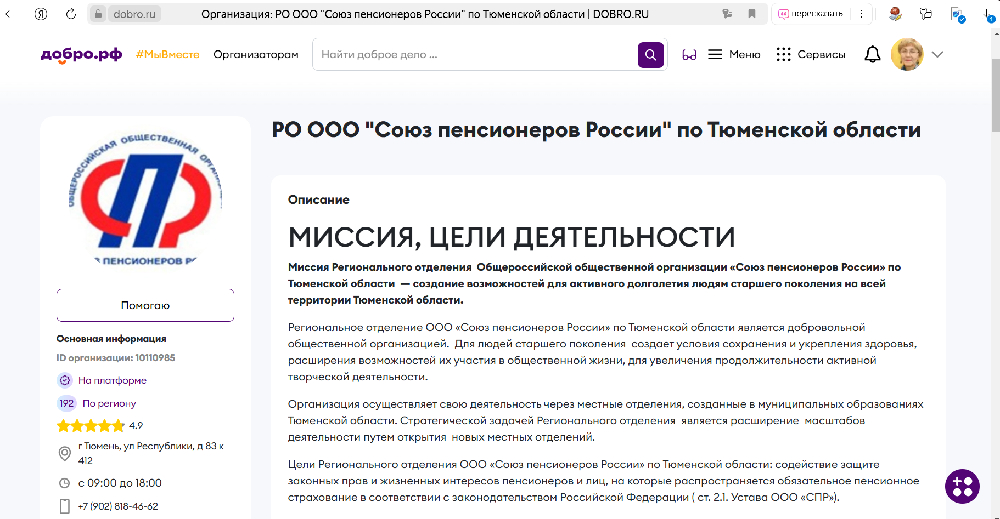 dobro.ru
Организация: РО ООО "Союз пенсионеров России" по Тюменской области | DOBRO.RU
пересказать
1
добро.рф
#МыВместе
Организаторам
Найти доброе дело ...
Меню
Сервисы
ОБЩЕРОССИЙСКАЯ ОБЩЕСТВЕННАЯ
ПЕНСИОНЕРОВ
Помогаю
Основная информация
ID организации: 10110985
На платформе
192 По региону
4.9
г Тюмень, ул Республики, д 83 к
412
с 09:00 до 18:00
+7 (902) 818-46-62
РО ООО "Союз пенсионеров России" по Тюменской области
Описание
МИССИЯ, ЦЕЛИ ДЕЯТЕЛЬНОСТИ
Миссия Регионального отделения Общероссийской общественной организации «Союз пенсионеров России» по
Тюменской области — создание возможностей для активного долголетия людям старшего поколения на всей
территории Тюменской области.
Региональное отделение ООО «Союз пенсионеров России» по Тюменской области является добровольной
общественной организацией. Для людей старшего поколения создает условия сохранения и укрепления здоровья,
расширения возможностей их участия в общественной жизни, для увеличения продолжительности активной
творческой деятельности.
Организация осуществляет свою деятельность через местные отделения, созданные в муниципальных образованиях
Тюменской области. Стратегической задачей Регионального отделения является расширение масштабов
деятельности путем открытия новых местных отделений.
Цели Регионального отделения ООО «Союз пенсионеров России» по Тюменской области: содействие защите
законных прав и жизненных интересов пенсионеров и лиц, на которые распространяется обязательное пенсионное
страхование в соответствии с законодательством Российской Федерации ( ст. 2.1. Устава ООО «СПР»).